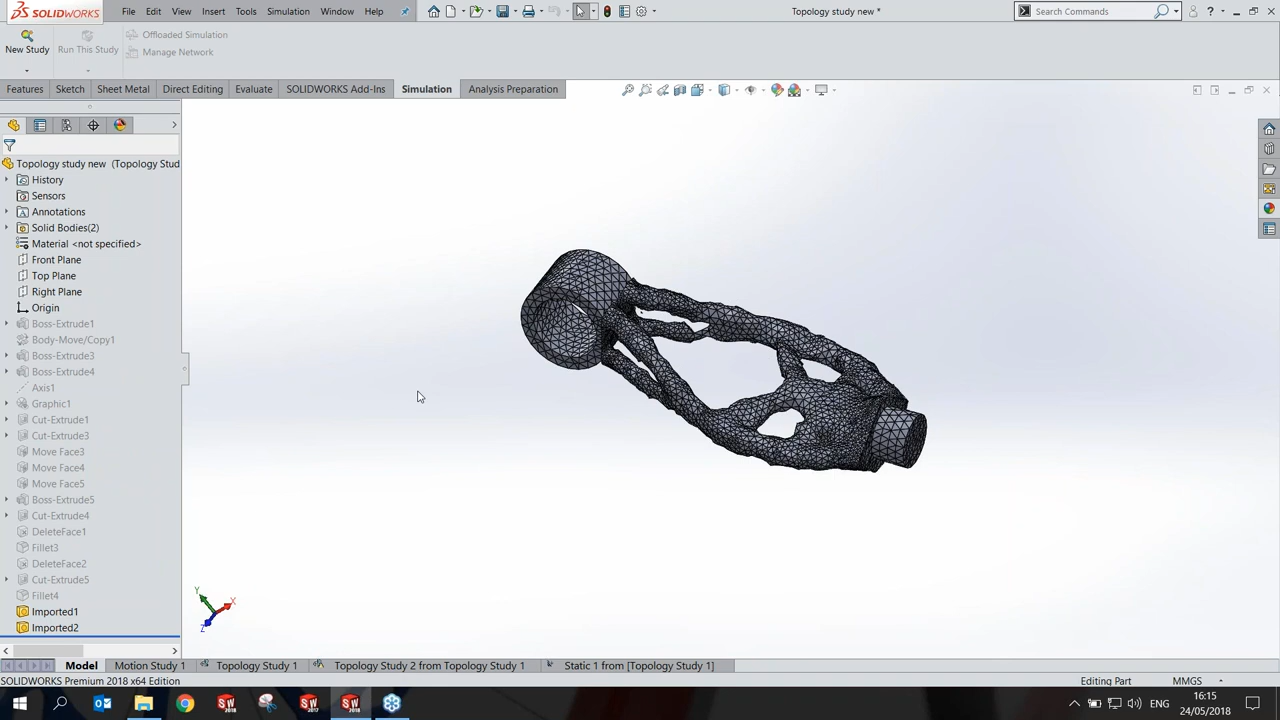 SOLIDWORKS
File Edit View Insert Tools Simulation Window Help
Topology study new *
Search Commands
New Study
Run This Study
Offloaded Simulation
Manage Network
Features Sketch Sheet Metal Direct Editing Evaluate SOLIDWORKS Add-Ins Simulation Analysis Preparation
Topology study new (Topology Stud
History
Sensors
Annotations
Solid Bodies(2)
Material <not specified>
Front Plane
Top Plane
Right Plane
Origin
Boss-Extrude1
Body-Move/Copy1
Boss-Extrude3
Boss-Extrude4
Axis1
Graphic1
Cut-Extrude1
Cut-Extrude3
Move Face3
Move Face4
Move Face5
Boss-Extrude5
Cut-Extrude4
DeleteFace1
Fillet3
DeleteFace2
Cut-Extrude5
Fillet4
Imported1
Imported2
Y
X
Z
Model Motion Study 1 Topology Study 1 Topology Study 2 from Topology Study 1 Static 1 from [Topology Study 1]
SOLIDWORKS Premium 2018 x64 Edition
Editing Part
MMGS
ENG
16:15
24/05/2018